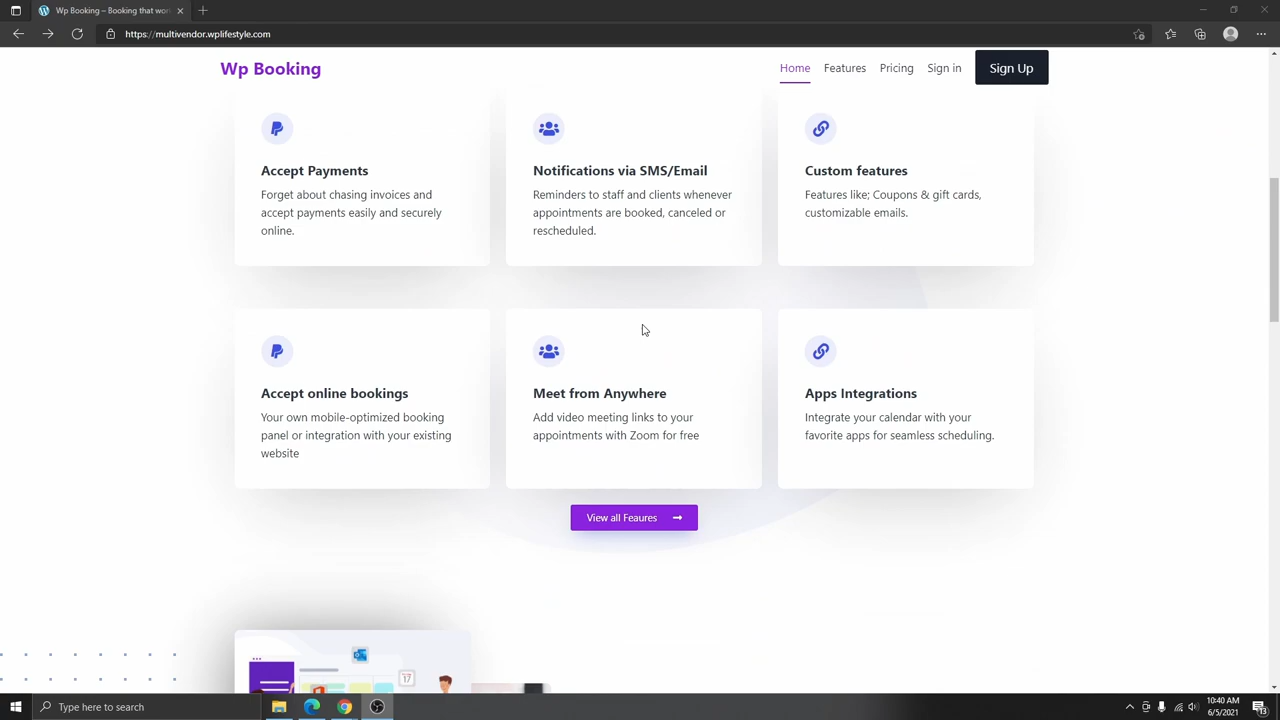 Wp Booking – Booking that wo
https://multivendor.wplifestyle.com
Wp Booking
Home
Features
Pricing
Sign in
Sign Up
Accept Payments
Forget about chasing invoices and
accept payments easily and securely
online.
Notifications via SMS/Email
Reminders to staff and clients whenever
appointments are booked, canceled or
rescheduled.
Custom features
Features like; Coupons & gift cards,
customizable emails.
Accept online bookings
Your own mobile-optimized booking
panel or integration with your existing
website
Meet from Anywhere
Add video meeting links to your
appointments with Zoom for free
Apps Integrations
Integrate your calendar with your
favorite apps for seamless scheduling.
View all Feaures
17
Type here to search
10:40 AM
6/5/2021
13